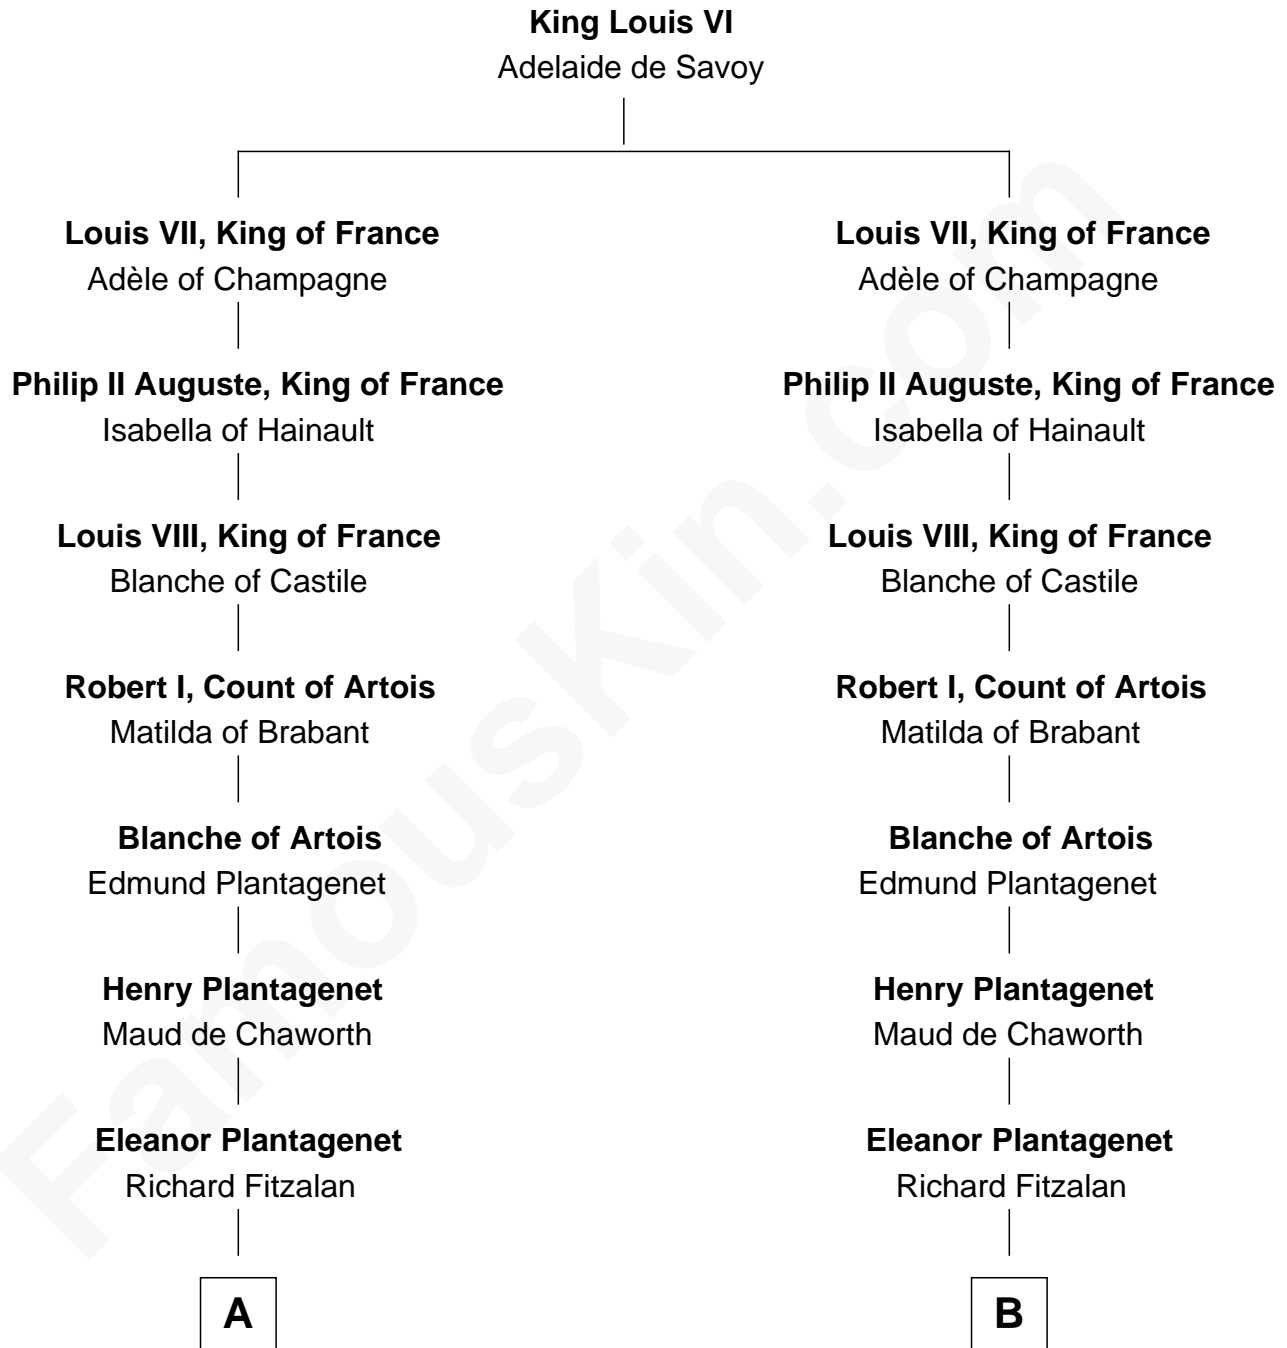 King Louis VI
Adelaide de Savoy
Louis VII, King of France
Adèle of Champagne
Philip II Auguste, King of France
Isabella of Hainault
Louis VIII, King of France
Blanche of Castile
Robert I, Count of Artois
Matilda of Brabant
Blanche of Artois
Edmund Plantagenet
Henry Plantagenet
Maud de Chaworth
Eleanor Plantagenet
Richard Fitzalan
A
Louis VII, King of France
Adèle of Champagne
Philip II Auguste, King of France
Isabella of Hainault
Louis VIII, King of France
Blanche of Castile
Robert I, Count of Artois
Matilda of Brabant
Blanche of Artois
Edmund Plantagenet
Henry Plantagenet
Maud de Chaworth
Eleanor Plantagenet
Richard Fitzalan
B
FamousKin.com